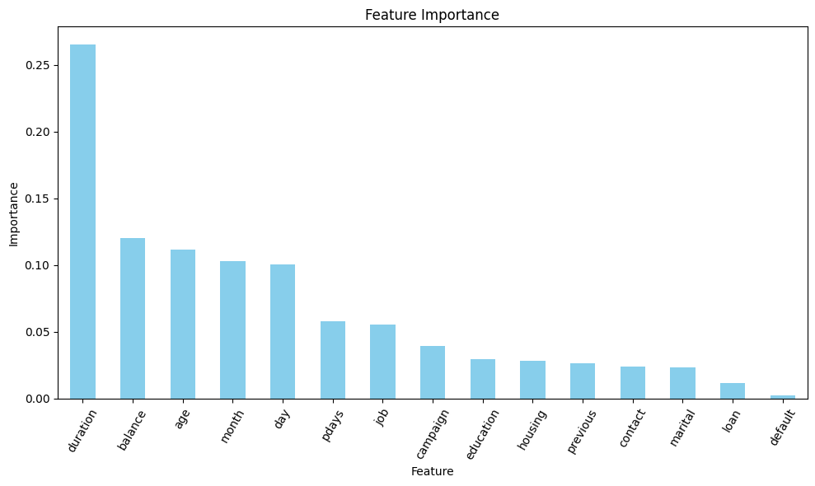 Feature Importance
Importance
0.25
0.20
0.15
0.10
0.05
0.00
duration
balance
age
month
day
pdays
job
campaign
education
housing
previous
contact
marital
loan
default
Feature